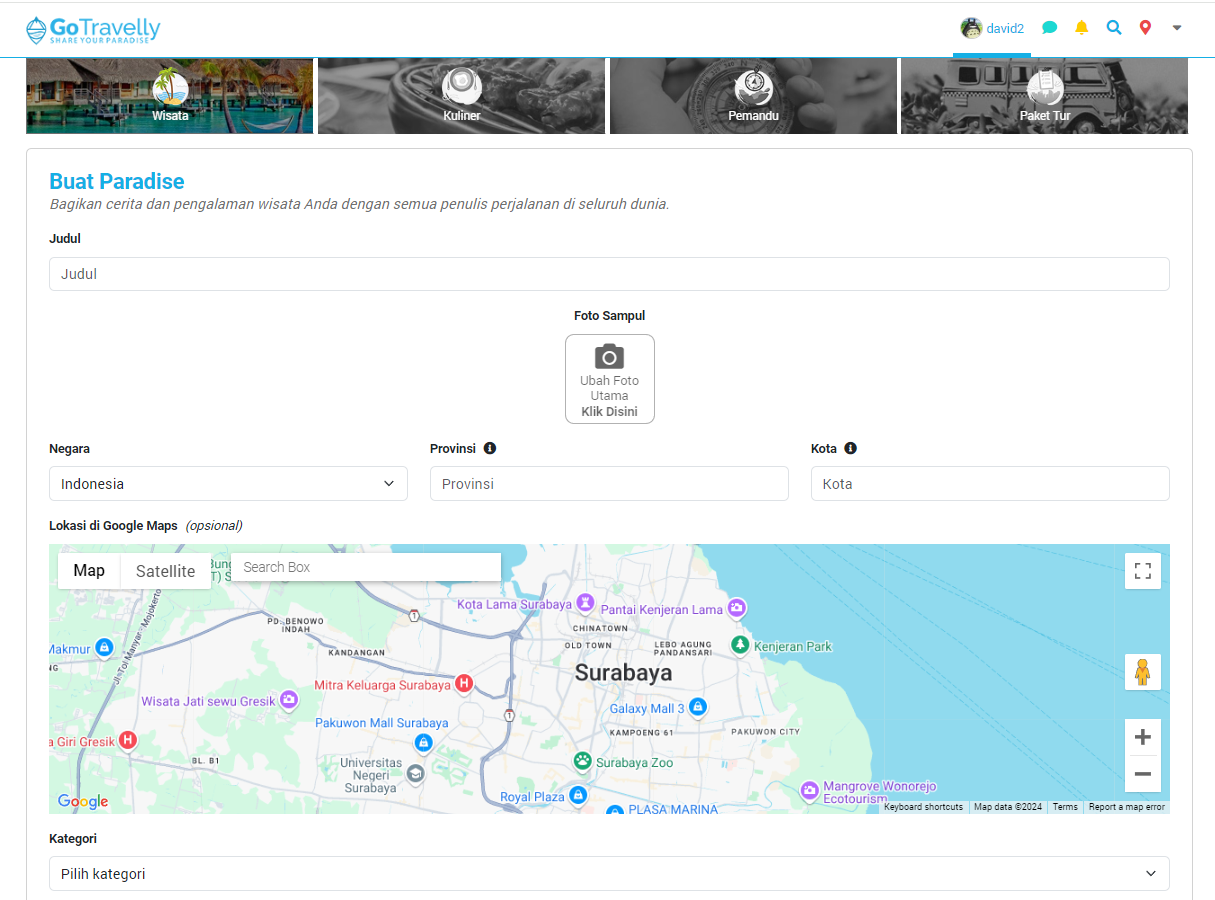 GoTravelly
SHARE YOUR PARADISE
david2
Wisata
Kuliner
Pemandu
Paket Tur
Buat Paradise
Bagikan cerita dan pengalaman wisata Anda dengan semua penulis perjalanan di seluruh dunia.
Judul
Judul
Foto Sampul
Ubah Foto
Utama
Klik Disini
Negara
Provinsi
Kota
Indonesia
Provinsi
Kota
Lokasi di Google Maps (opsional)
Map
Satellite
Search Box
Kota Lama Surabaya
Pantai Kenjeran Lama
1
PD. BENOWO
INDAH
CHINATOWN
OLD TOWN
LEBO AGUNG
PANDANSARI
Kenjeran Park
Makmur
KANDANGAN
Surabaya
Jl. Tol Manyar - Mojokerto
Mitra Keluarga Surabaya
H
Wisata Jati sewu Gresik
Galaxy Mall 3
1
Pakuwon Mall Surabaya
KAMPOENG 61
PAKUWON CITY
a Giri Gresik
H
BL. B1
Universitas
Negeri
Surabaya
Surabaya Zoo
Royal Plaza
Mangrove Wonorejo
Ecotourism
PLASA MARINA
Google
Keyboard shortcuts
Map data ©2024
Terms
Report a map error
Kategori
Pilih kategori